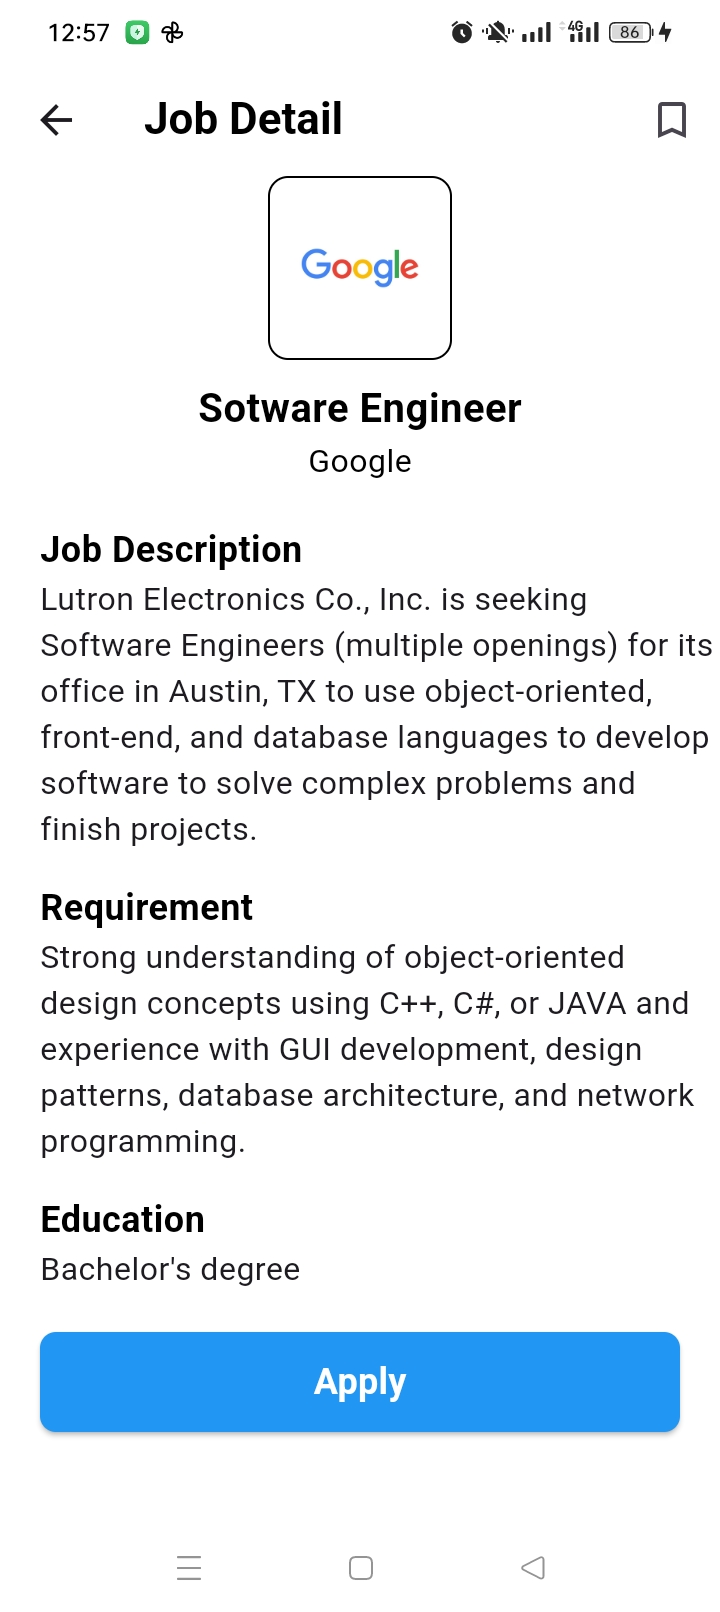 12:57
4G
86
Job Detail
Google
Sotware Engineer
Google
Job Description
Lutron Electronics Co., Inc. is seeking
Software Engineers (multiple openings) for its
office in Austin, TX to use object-oriented,
front-end, and database languages to develop
software to solve complex problems and
finish projects.
Requirement
Strong understanding of object-oriented
design concepts using C++, C#, or JAVA and
experience with GUI development, design
patterns, database architecture, and network
programming.
Education
Bachelor's degree
Apply